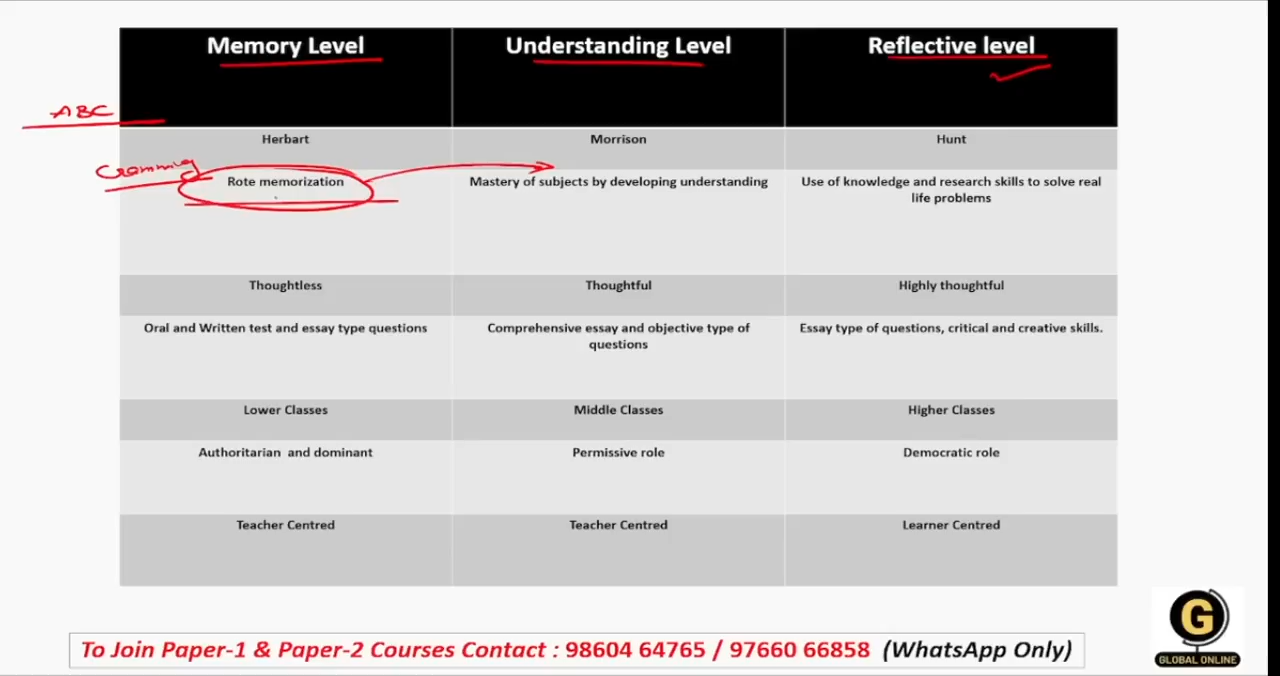 Memory Level Understanding Level Reflective level
ABC
Herbart Morrison Hunt
Cramming
Rote memorization Mastery of subjects by developing understanding Use of knowledge and research skills to solve real
life problems
Thoughtless Thoughtful Highly thoughtful
Oral and Written test and essay type questions Comprehensive essay and objective type of Essay type of questions, critical and creative skills.
questions
Lower Classes Middle Classes Higher Classes
Authoritarian and dominant Permissive role Democratic role
Teacher Centred Teacher Centred Learner Centred
To Join Paper-1 & Paper-2 Courses Contact : 98604 64765 / 97660 66858 (WhatsApp Only)
G
GLOBAL ONLINE